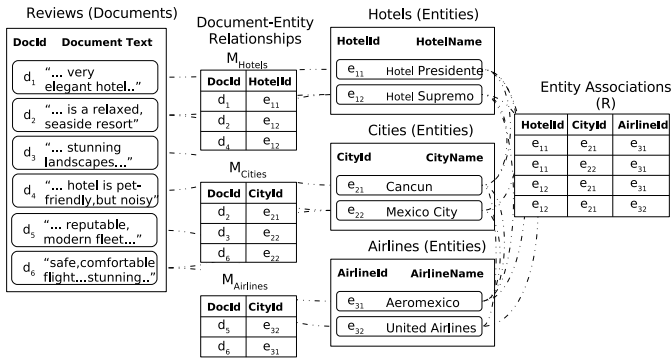 Reviews (Documents)
DocId Document Text
d1 “... very
elegant hotel..”
d2 “... is a relaxed,
seaside resort”
d3 “... stunning
landscapes...”
d4 “... hotel is pet-
friendly,but noisy”
d5 “... reputable,
modern fleet...”
d6 “safe,comfortable
flight...stunning..”
Document-Entity
Relationships
MHotels
DocId HotelId
d1 e11
d2 e12
d4 e12
MCities
DocId CityId
d2 e21
d3 e22
d6 e22
MAirlines
DocId CityId
d5 e32
d6 e31
Hotels (Entities)
HotelId HotelName
e11 Hotel Presidente
e12 Hotel Supremo
Cities (Entities)
CityId CityName
e21 Cancun
e22 Mexico City
Airlines (Entities)
AirlineId AirlineName
e31 Aeromexico
e32 United Airlines
Entity Associations
(R)
HotelId CityId AirlineId
e11 e21 e31
e11 e22 e31
e12 e21 e31
e12 e21 e32